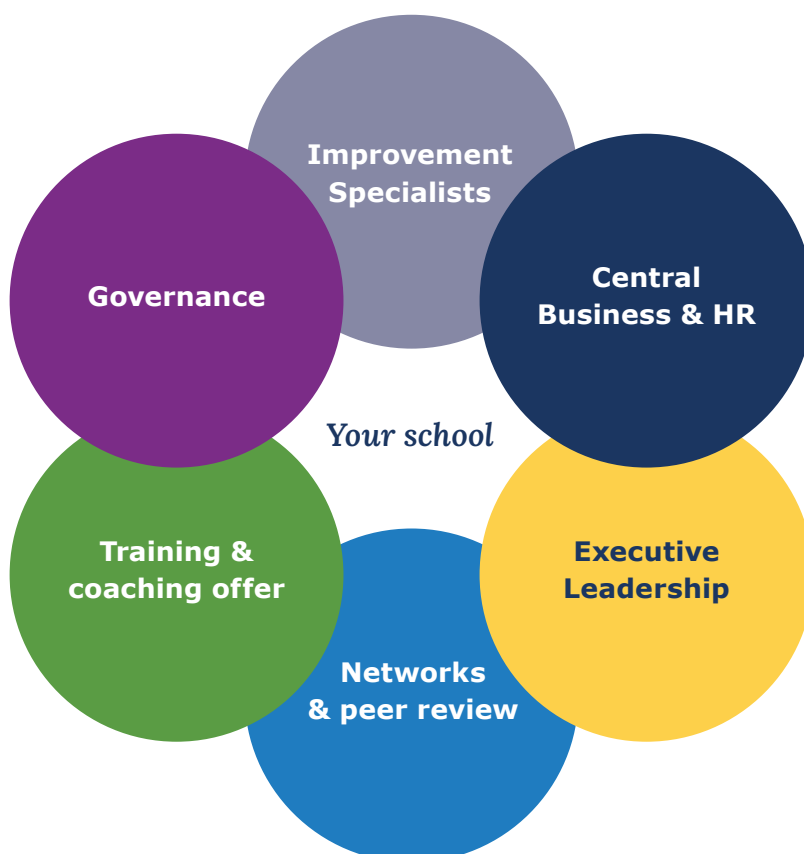 Improvement
Specialists
Central
Business & HR
Governance
Your school
Training &
coaching offer
Executive
Leadership
Networks
& peer review